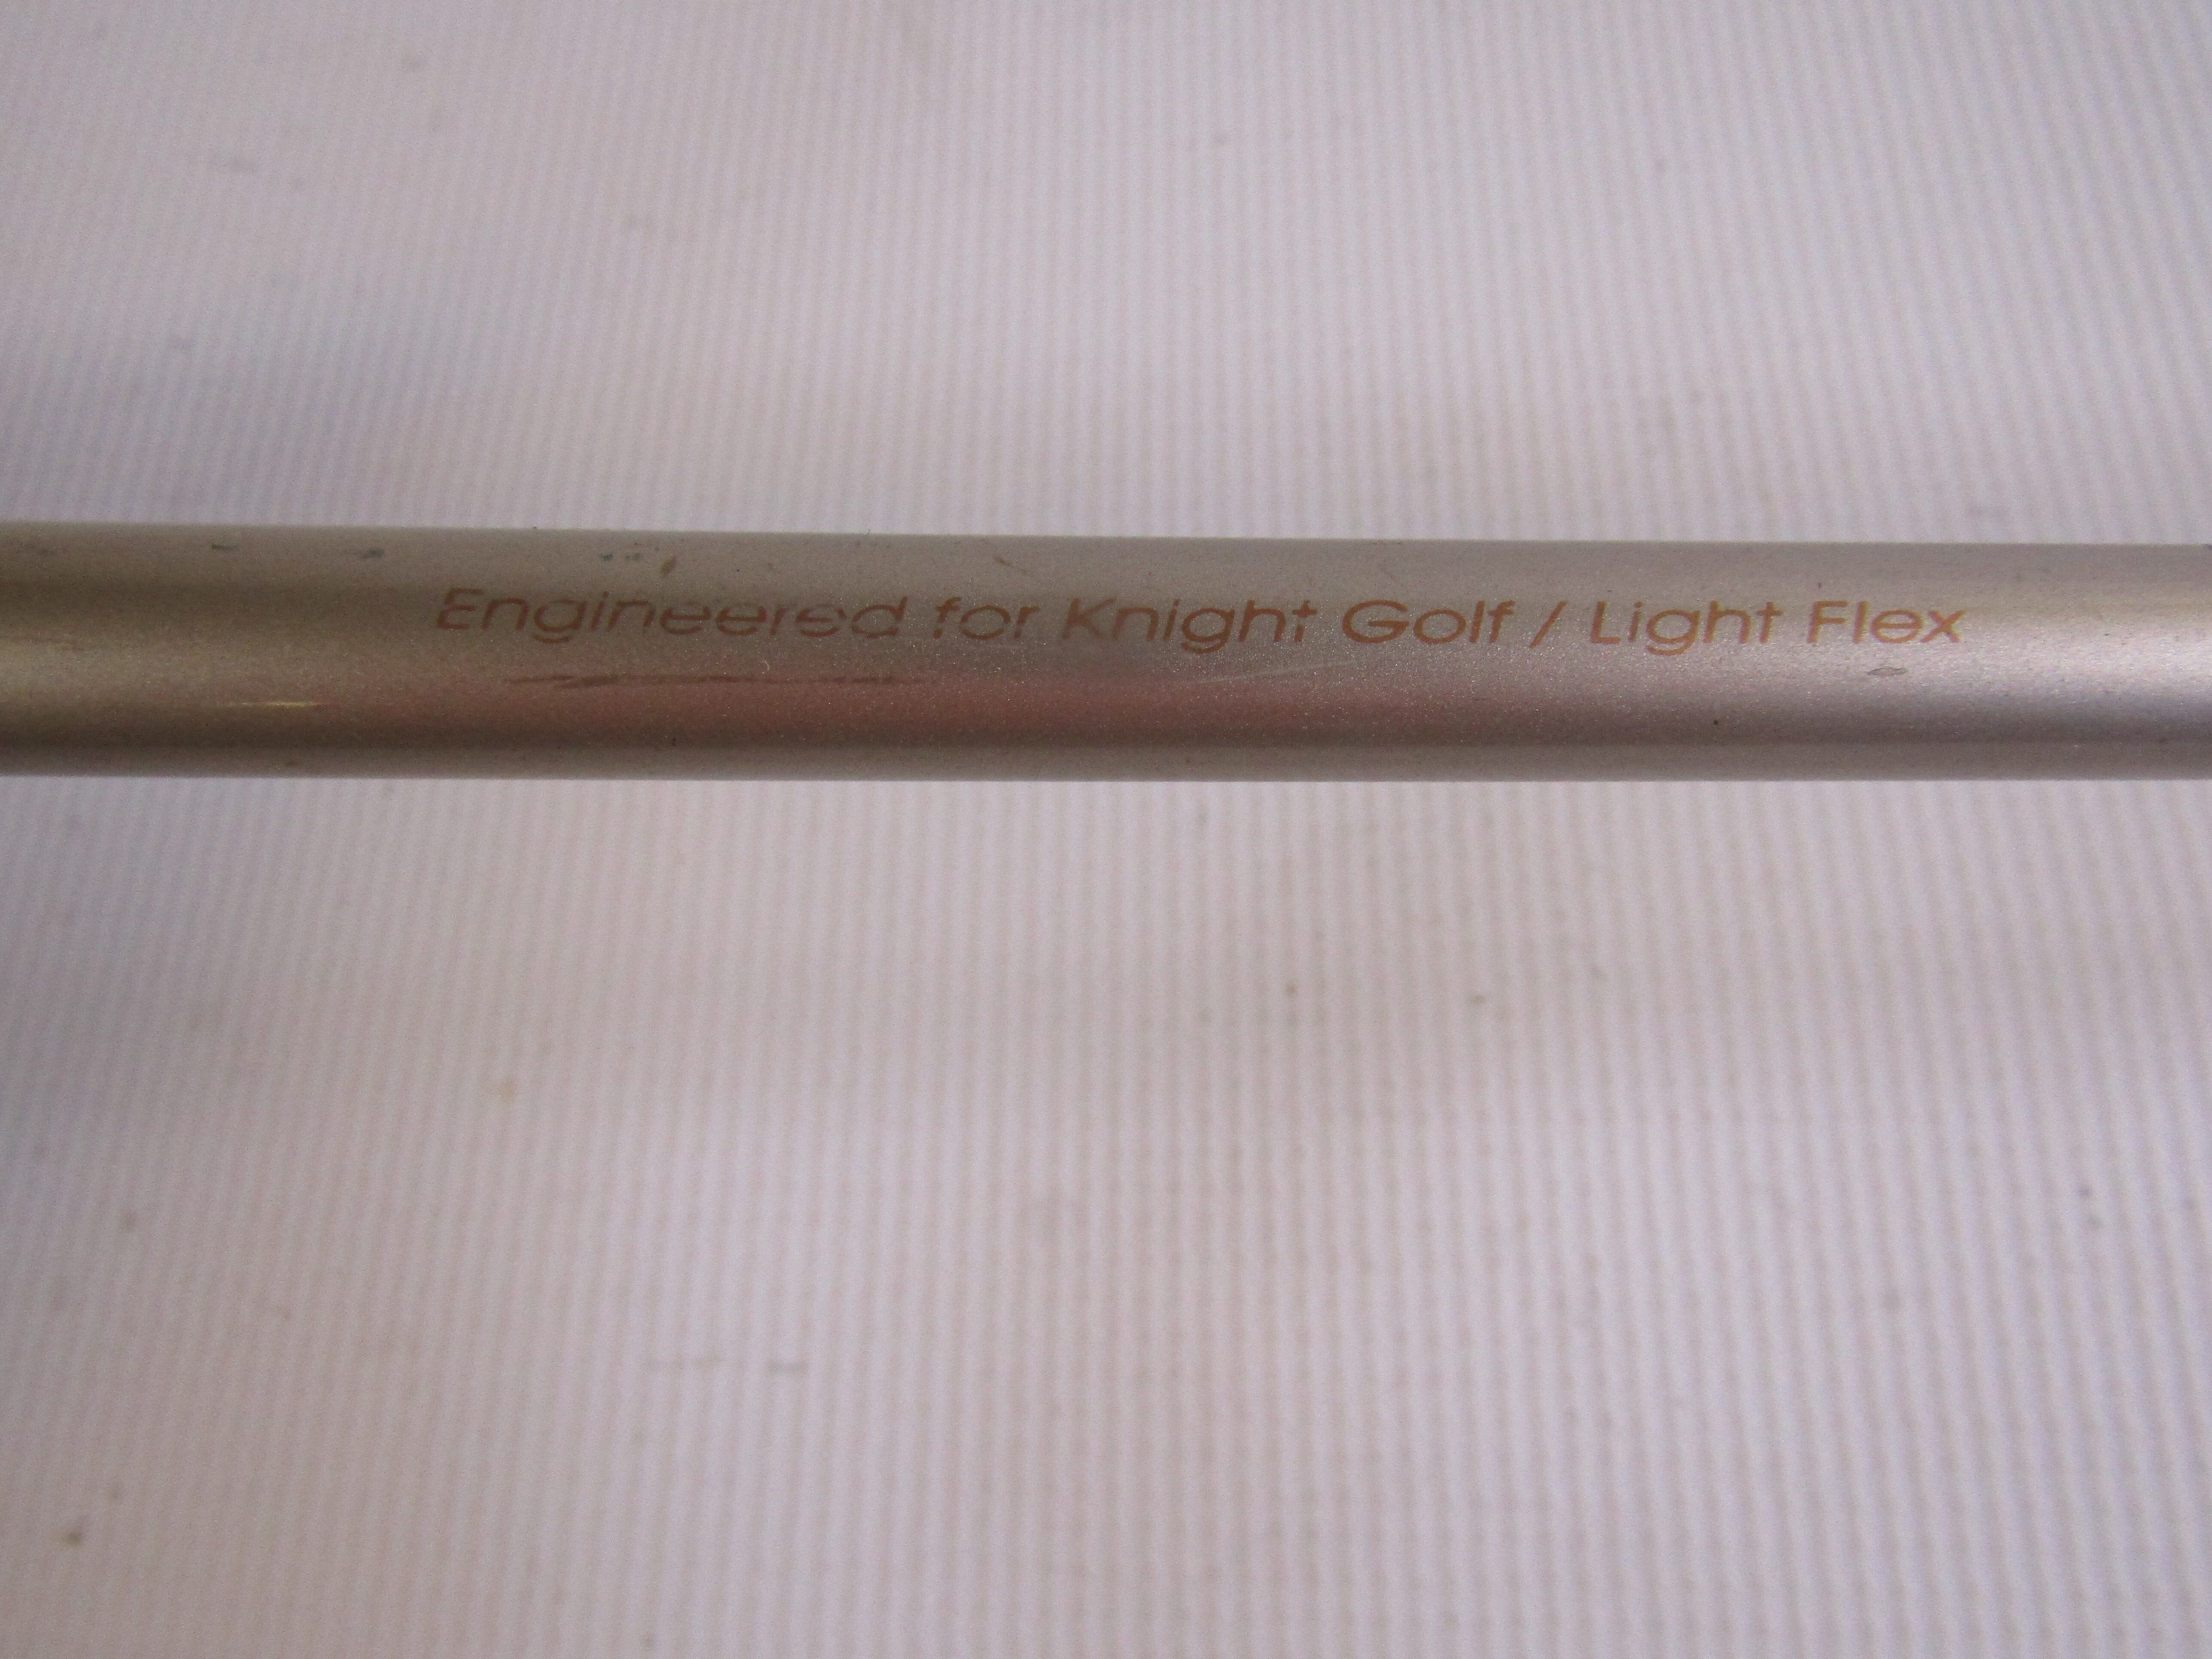 Engineered for Knight Golf / Light Flex